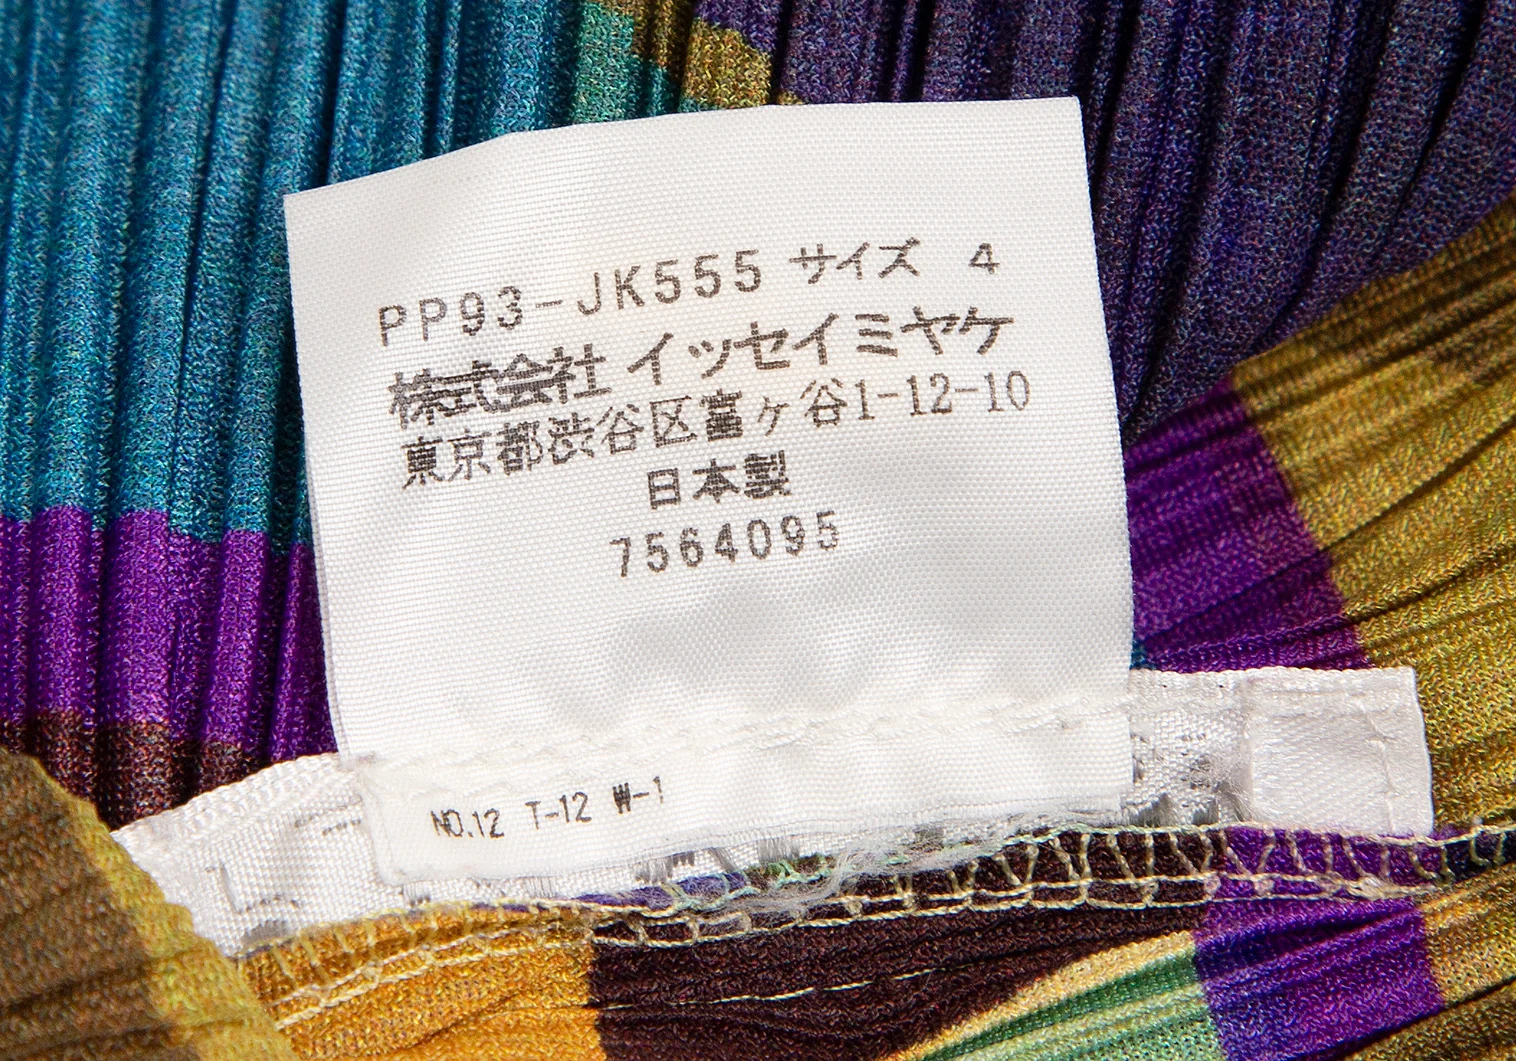 PP93-JK555 サイズ 4
株式会社 イッセイミヤケ
東京都渋谷区富ヶ谷1-12-10
日本製
7564095
NO.12 T-12 W-1